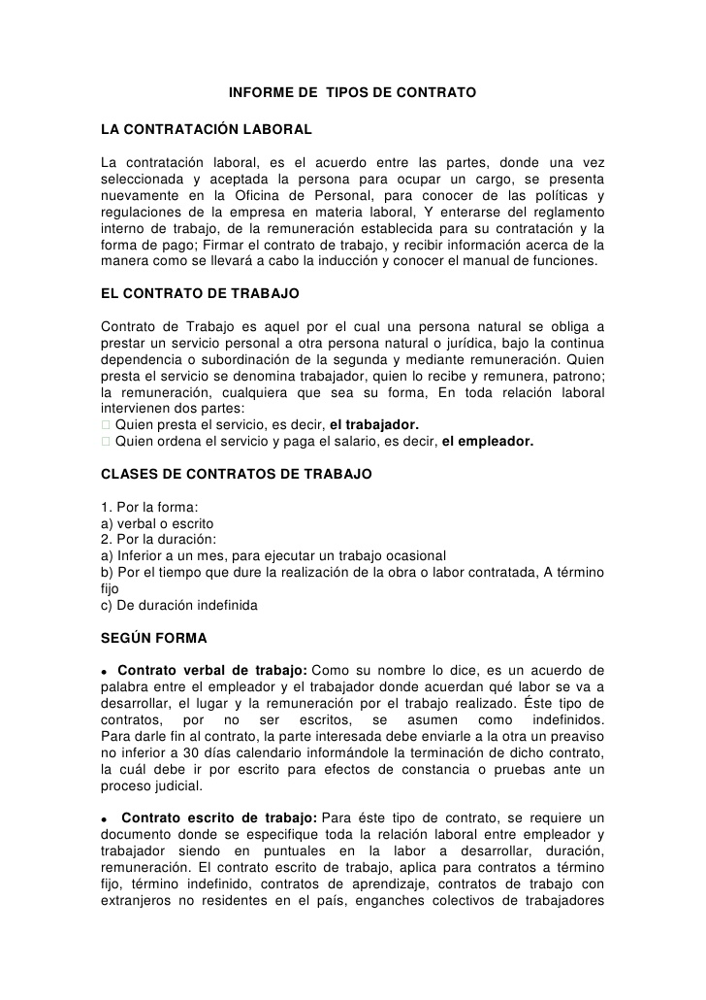 INFORME DE TIPOS DE CONTRATO
LA CONTRATACIÓN LABORAL
La contratación laboral, es el acuerdo entre las partes, donde una vez
seleccionada y aceptada la persona para ocupar un cargo, se presenta
nuevamente en la Oficina de Personal, para conocer de las políticas y
regulaciones de la empresa en materia laboral, Y enterarse del reglamento
interno de trabajo, de la remuneración establecida para su contratación y la
forma de pago; Firmar el contrato de trabajo, y recibir información acerca de la
manera como se llevará a cabo la inducción y conocer el manual de funciones.
EL CONTRATO DE TRABAJO
Contrato de Trabajo es aquel por el cual una persona natural se obliga a
prestar un servicio personal a otra persona natural o jurídica, bajo la continua
dependencia o subordinación de la segunda y mediante remuneración. Quien
presta el servicio se denomina trabajador, quien lo recibe y remunera, patrono;
la remuneración, cualquiera que sea su forma, En toda relación laboral
intervienen dos partes:
□ Quien presta el servicio, es decir, el trabajador.
□ Quien ordena el servicio y paga el salario, es decir, el empleador.
CLASES DE CONTRATOS DE TRABAJO
1. Por la forma:
a) verbal o escrito
2. Por la duración:
a) Inferior a un mes, para ejecutar un trabajo ocasional
b) Por el tiempo que dure la realización de la obra o labor contratada, A término
fijo
c) De duración indefinida
SEGÚN FORMA
● Contrato verbal de trabajo: Como su nombre lo dice, es un acuerdo de
palabra entre el empleador y el trabajador donde acuerdan qué labor se va a
desarrollar, el lugar y la remuneración por el trabajo realizado. Éste tipo de
contratos, por no ser escritos, se asumen como indefinidos.
Para darle fin al contrato, la parte interesada debe enviarle a la otra un preaviso
no inferior a 30 días calendario informándole la terminación de dicho contrato,
la cuál debe ir por escrito para efectos de constancia o pruebas ante un
proceso judicial.
● Contrato escrito de trabajo: Para éste tipo de contrato, se requiere un
documento donde se especifique toda la relación laboral entre empleador y
trabajador siendo en puntuales en la labor a desarrollar, duración,
remuneración. El contrato escrito de trabajo, aplica para contratos a término
fijo, término indefinido, contratos de aprendizaje, contratos de trabajo con
extranjeros no residentes en el país, enganches colectivos de trabajadores